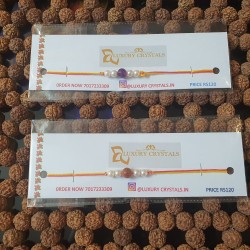 LUXURY CRYSTALS
ORDER NOW 7017233309
@LUXURY CRYSTALS.IN
PRICE RS120
LUXURY CRYSTALS
ORDER NOW 7017233309
@LUXURY CRYSTALS.IN
PRICE RS120